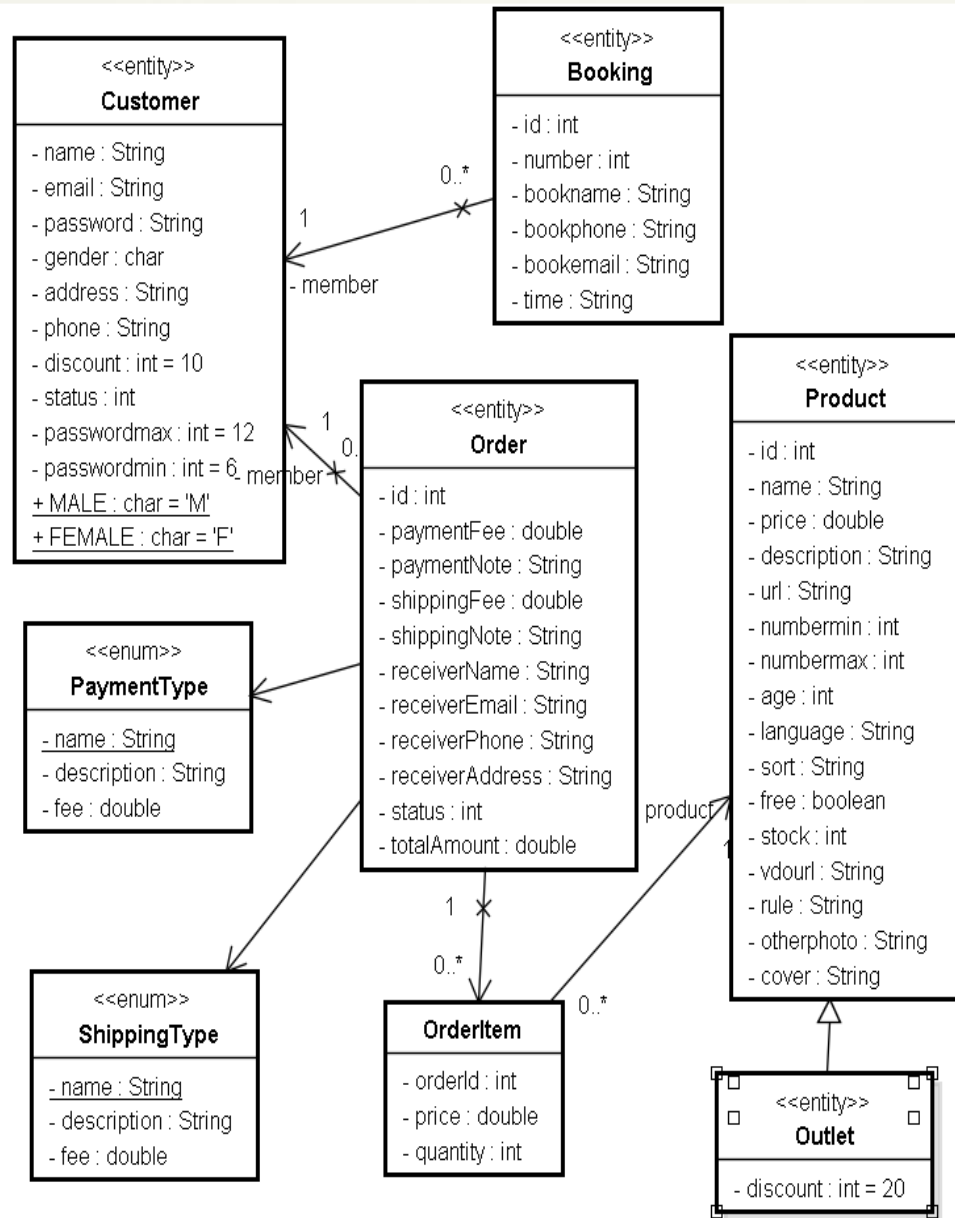 <<entity>>
Customer
- name : String
- email : String
- password : String
- gender : char
- address : String
- phone : String
- discount : int = 10
- status : int
- passwordmax : int = 12
- passwordmin : int = 6
+ MALE : char = 'M'
+ FEMALE : char = 'F'
<<entity>>
Booking
- id : int
- number : int
- bookname : String
- bookphone : String
- bookemail : String
- time : String
0..*
1
- member
1
0..
- member
<<entity>>
Order
- id : int
- paymentFee : double
- paymentNote : String
- shippingFee : double
- shippingNote : String
- receiverName : String
- receiverEmail : String
- receiverPhone : String
- receiverAddress : String
- status : int
- totalAmount : double
<<entity>>
Product
- id : int
- name : String
- price : double
- description : String
- url : String
- numbermin : int
- numbermax : int
- age : int
- language : String
- sort : String
- free : boolean
- stock : int
- vdourl : String
- rule : String
- otherphoto : String
- cover : String
<<enum>>
PaymentType
- name : String
- description : String
- fee : double
product
1
1
0..*
0..*
<<enum>>
ShippingType
- name : String
- description : String
- fee : double
OrderItem
- orderId : int
- price : double
- quantity : int
<<entity>>
Outlet
- discount : int = 20